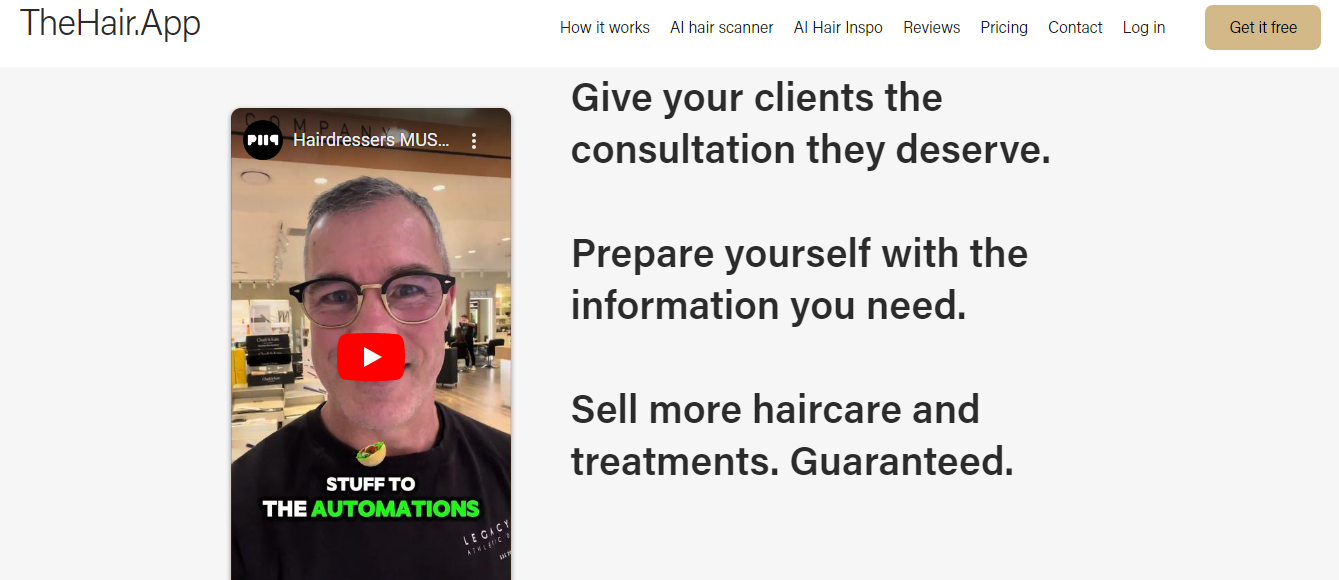 TheHair.App
How it works
AI hair scanner
AI Hair Inspo
Reviews
Pricing
Contact
Log in
Get it free
COMPANY
PIIP
Hairdressers MUS...
STUFF TO
THE AUTOMATIONS
LEGACY
Give your clients the
consultation they deserve.
Prepare yourself with the
information you need.
Sell more haircare and
treatments. Guaranteed.